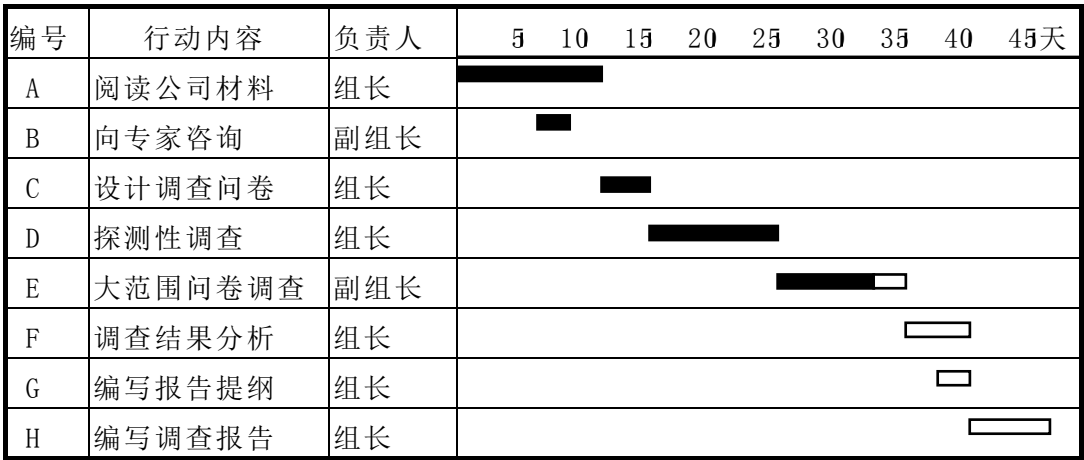 编号 行动内容 负责人 5 10 15 20 25 30 35 40 45天
A 阅读公司材料 组长
B 向专家咨询 副组长
C 设计调查问卷 组长
D 探测性调查 组长
E 大范围问卷调查 副组长
F 调查结果分析 组长
G 编写报告提纲 组长
H 编写调查报告 组长